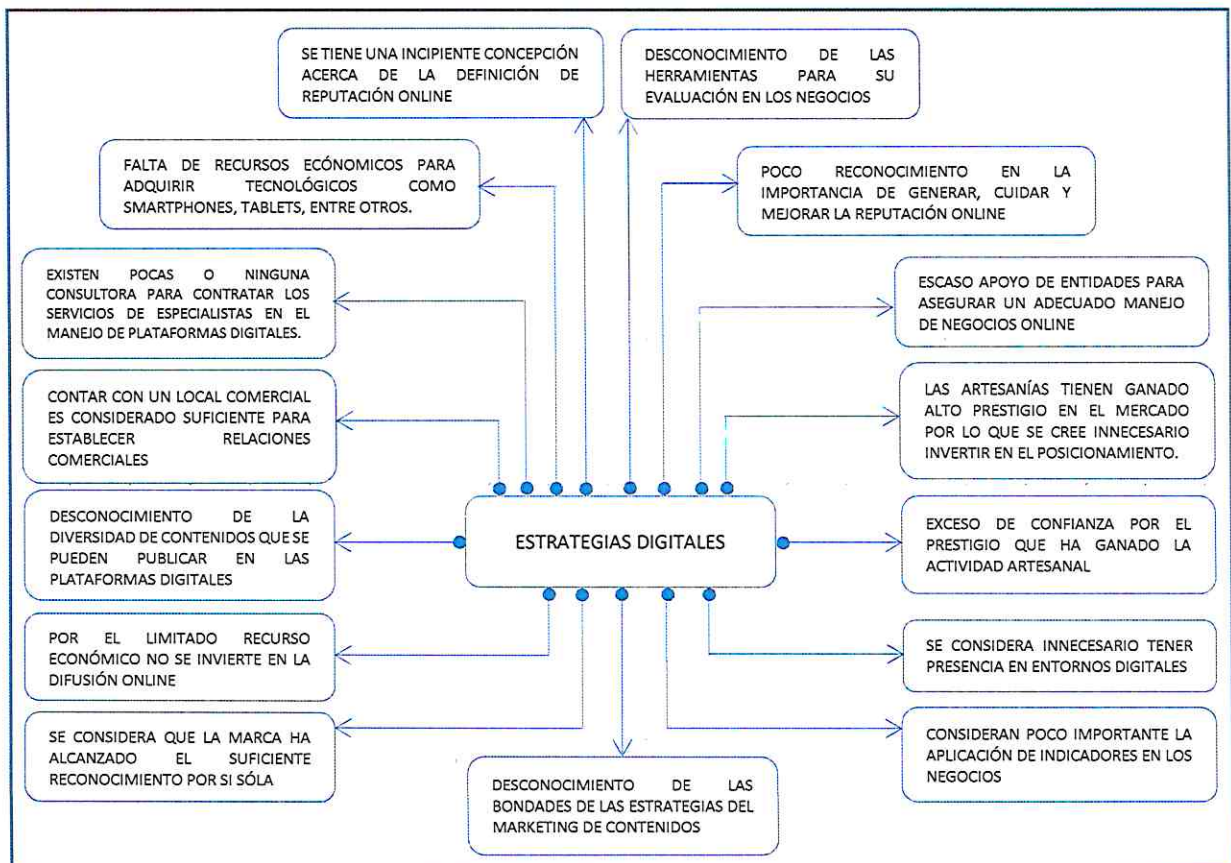 SE TIENE UNA INCIPIENTE CONCEPCIÓN
ACERCA DE LA DEFINICIÓN DE
REPUTACIÓN ONLINE
DESCONOCIMIENTO DE LAS
HERRAMIENTAS PARA SU
EVALUACIÓN EN LOS NEGOCIOS
FALTA DE RECURSOS ECÓNOMICOS PARA
ADQUIRIR TECNOLÓGICOS COMO
SMARTPHONES, TABLETS, ENTRE OTROS.
POCO RECONOCIMIENTO EN LA
IMPORTANCIA DE GENERAR, CUIDAR Y
MEJORAR LA REPUTACIÓN ONLINE
EXISTEN POCAS O NINGUNA
CONSULTORA PARA CONTRATAR LOS
SERVICIOS DE ESPECIALISTAS EN EL
MANEJO DE PLATAFORMAS DIGITALES.
ESCASO APOYO DE ENTIDADES PARA
ASEGURAR UN ADECUADO MANEJO
DE NEGOCIOS ONLINE
CONTAR CON UN LOCAL COMERCIAL
ES CONSIDERADO SUFICIENTE PARA
ESTABLECER RELACIONES
COMERCIALES
LAS ARTESANÍAS TIENEN GANADO
ALTO PRESTIGIO EN EL MERCADO
POR LO QUE SE CREE INNECESARIO
INVERTIR EN EL POSICIONAMIENTO.
DESCONOCIMIENTO DE LA
DIVERSIDAD DE CONTENIDOS QUE SE
PUEDEN PUBLICAR EN LAS
PLATAFORMAS DIGITALES
ESTRATEGIAS DIGITALES
EXCESO DE CONFIANZA POR EL
PRESTIGIO QUE HA GANADO LA
ACTIVIDAD ARTESANAL
POR EL LIMITADO RECURSO
ECONÓMICO NO SE INVIERTE EN LA
DIFUSIÓN ONLINE
SE CONSIDERA INNECESARIO TENER
PRESENCIA EN ENTORNOS DIGITALES
SE CONSIDERA QUE LA MARCA HA
ALCANZADO EL SUFICIENTE
RECONOCIMIENTO POR SI SÓLA
CONSIDERAN POCO IMPORTANTE LA
APLICACIÓN DE INDICADORES EN LOS
NEGOCIOS
DESCONOCIMIENTO DE LAS
BONDADES DE LAS ESTRATEGIAS DEL
MARKETING DE CONTENIDOS